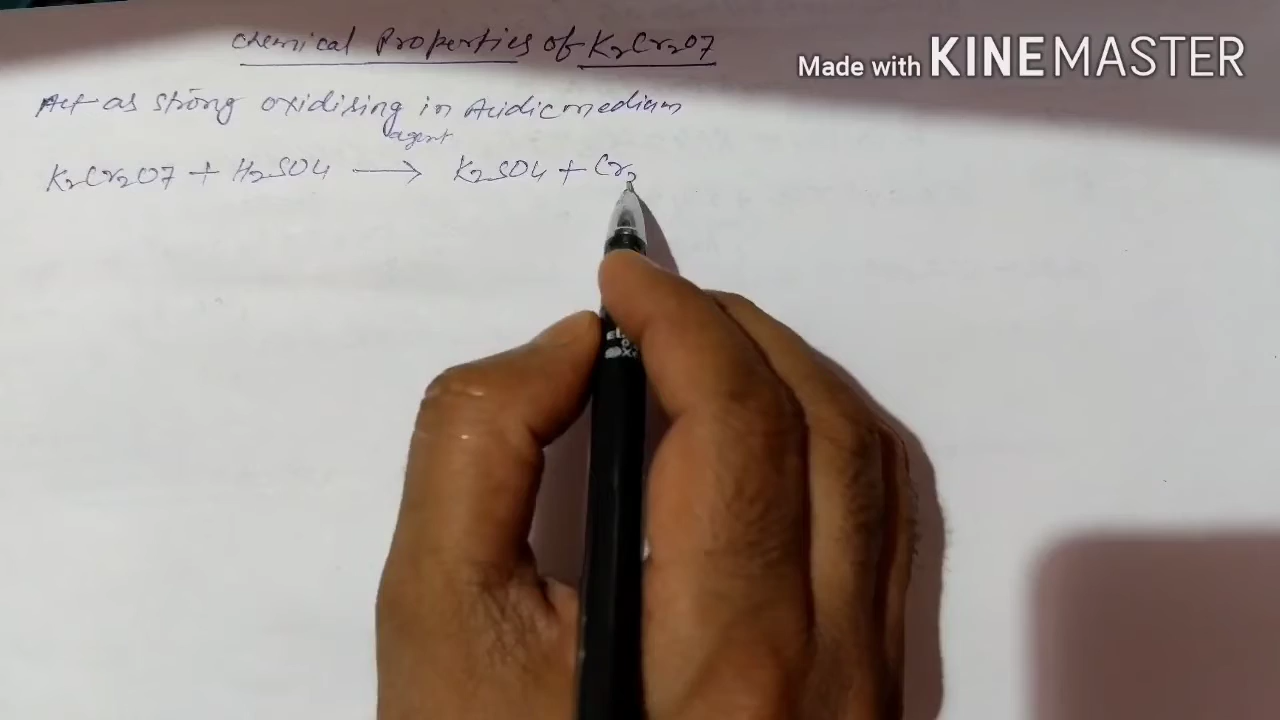 Chemical Properties of K2Cr2O7
Made with KINEMASTER
Act as strong oxidising in Acidic medium
agent
K2Cr2O7 + H2SO4 → K2SO4 + Cr2